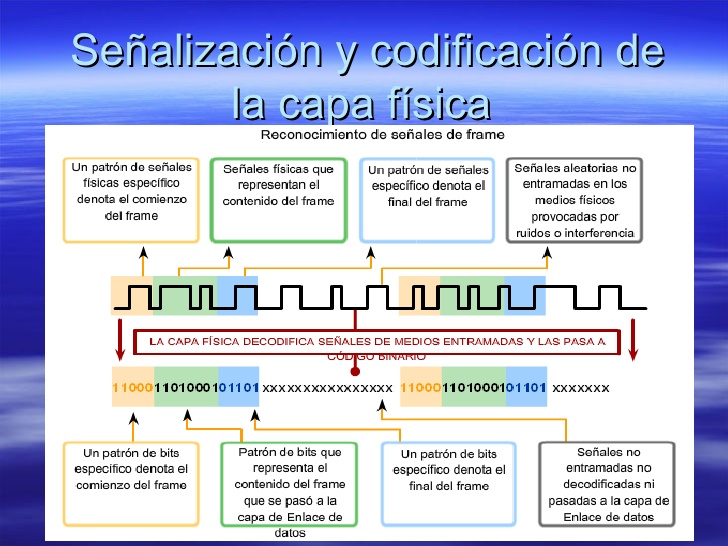 Señalización y codificación de
la capa física
Reconocimiento de señales de frame
Un patrón de señales
físicas específico
denota el comienzo
del frame
Señales físicas que
representan el
contenido del frame
Un patrón de señales
específico denota el
final del frame
Señales aleatorias no
entramadas en los
medios físicos
provocadas por
ruidos o interferencia
LA CAPA FÍSICA DECODIFICA SEÑALES DE MEDIOS ENTRAMADAS Y LAS PASA A
CÓDIGO BINARIO
11000110100010 1101 xxxxxxxxxxxxxxxx 11000110100010 1101 xxxxxxx
Un patrón de bits
específico denota el
comienzo del frame
Patrón de bits que
representa el
contenido del frame
que se pasó a la
capa de Enlace de
datos
Un patrón de bits
específico denota el
final del frame
Señales no
entramadas no
decodificadas ni
pasadas a la capa de
Enlace de datos